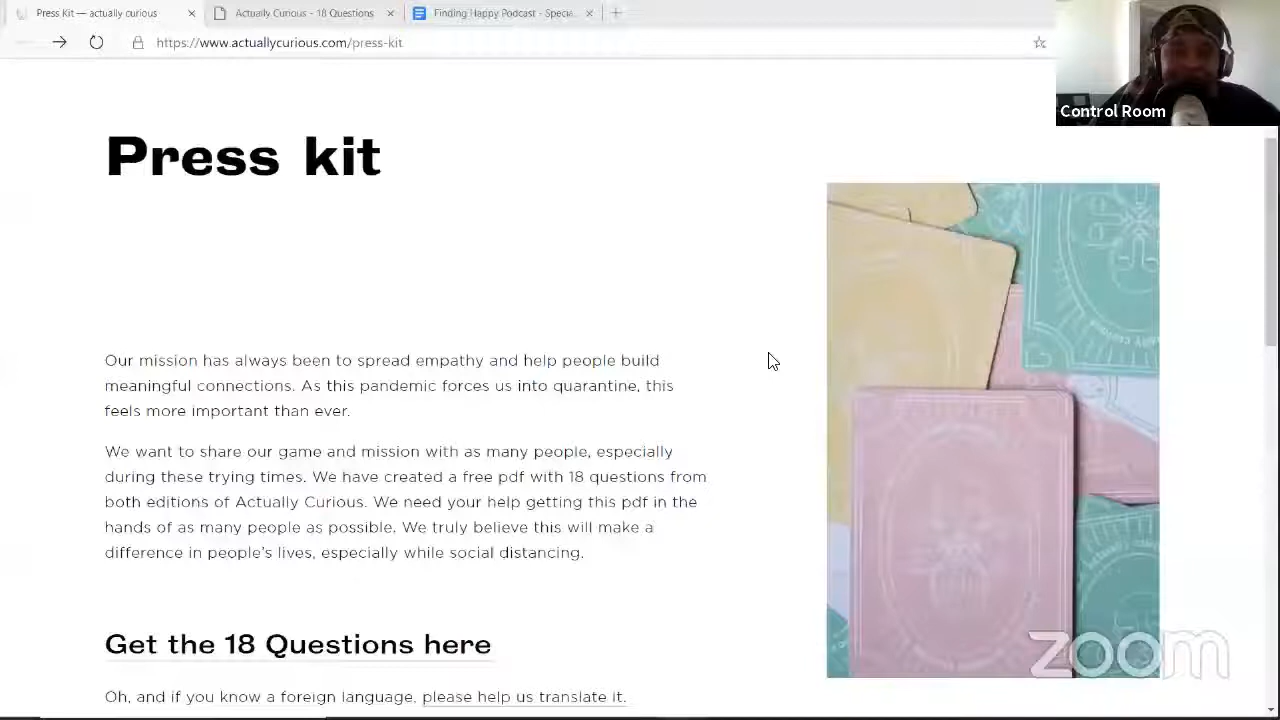 Press Kit — actually curious
Actually Curious - 18 Questions
Finding Happy Podcast - Specia...
https://www.actuallycurious.com/press-kit
Control Room
Press kit
Our mission has always been to spread empathy and help people build
meaningful connections. As this pandemic forces us into quarantine, this
feels more important than ever.
We want to share our game and mission with as many people, especially
during these trying times. We have created a free pdf with 18 questions from
both editions of Actually Curious. We need your help getting this pdf in the
hands of as many people as possible. We truly believe this will make a
difference in people's lives, especially while social distancing.
Get the 18 Questions here
Oh, and if you know a foreign language, please help us translate it.
zoom